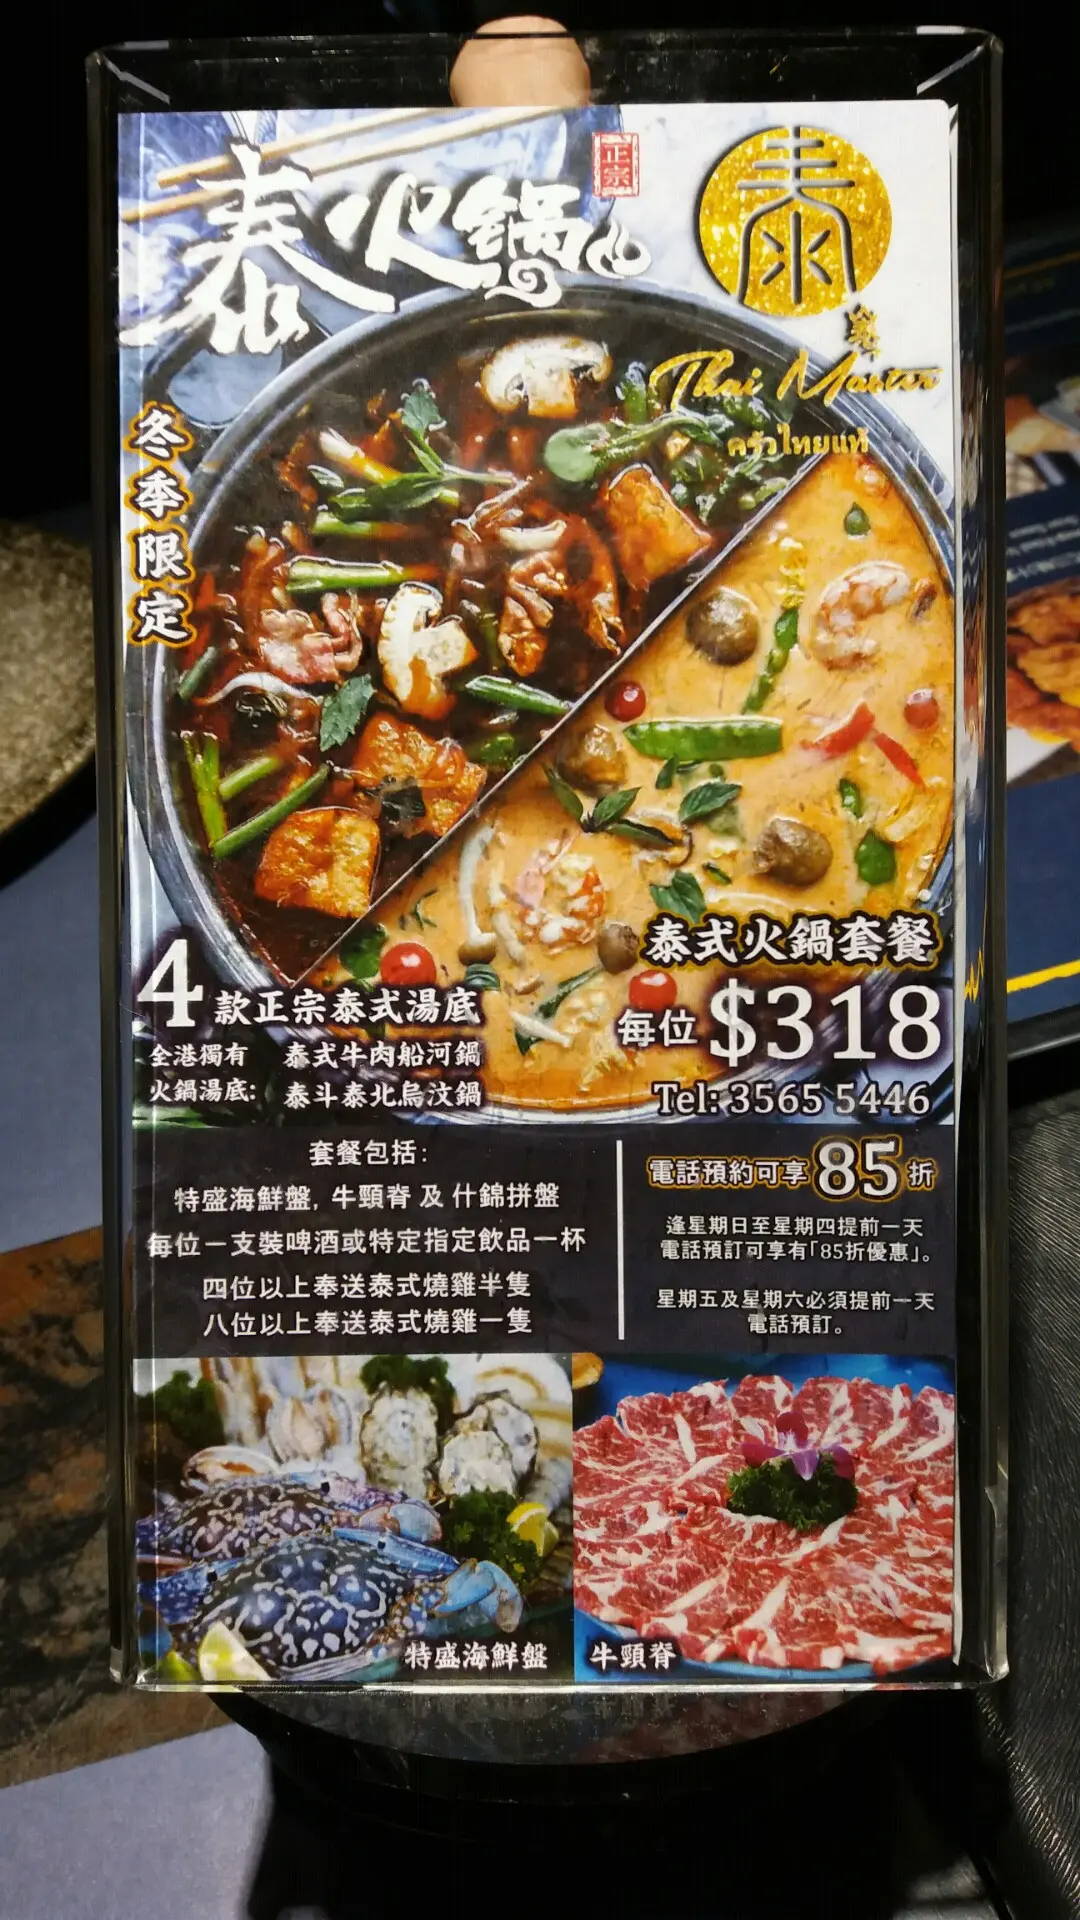 泰火鍋
正宗
泰
Thai Master
ครัวไทยแท้
冬季限定
泰式火鍋套餐
每位 $318
Tel: 3565 5446
4款正宗泰式湯底
全港獨有 泰式牛肉船河鍋
火鍋湯底: 泰斗泰北烏汶鍋
套餐包括:
特盛海鮮盤, 牛頸脊 及 什錦拼盤
每位一支裝啤酒或特定指定飲品一杯
四位以上奉送泰式燒雞半隻
八位以上奉送泰式燒雞一隻
電話預約可享85折
逢星期日至星期四提前一天
電話預訂可享有「85折優惠」。
星期五及星期六必須提前一天
電話預訂。
特盛海鮮盤
牛頸脊